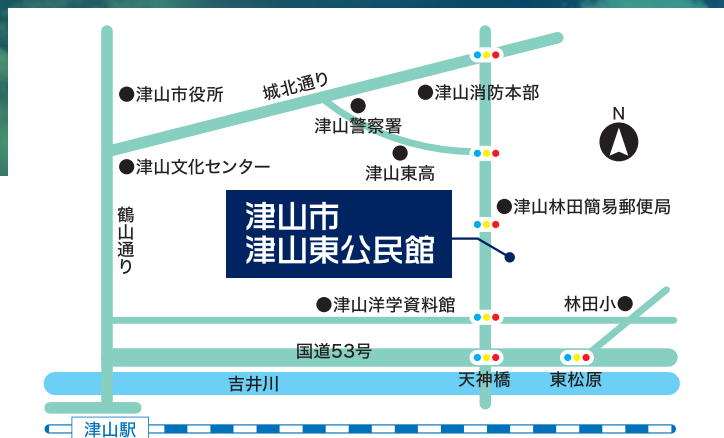 城北通り
津山市役所
津山消防本部
津山警察署
N
津山文化センター
津山東高
鶴山通り
津山市
津山東公民館
津山林田簡易郵便局
津山洋学資料館
林田小
国道53号
天神橋
東松原
吉井川
津山駅